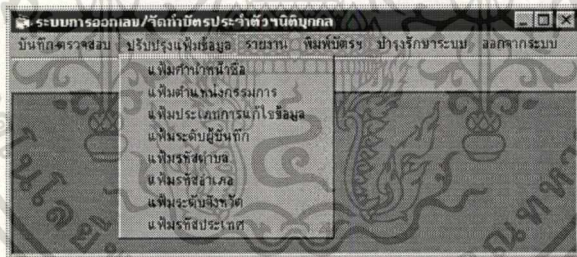 ระบบการออกเลข/จัดทำบัตรประจำตัวฯนิติบุคคล
บันทึก-ตรวจสอบ ปรับปรุงแฟ้มข้อมูล รายงาน พิมพ์บัตรฯ บำรุงรักษาระบบ ออกจากระบบ
แฟ้มคำนำหน้าชื่อ
แฟ้มตำแหน่งกรรมการ
แฟ้มประเภทการแก้ไขข้อมูล
แฟ้มระดับผู้บันทึก
แฟ้มรหัสตำบล
แฟ้มรหัสอำเภอ
แฟ้มระดับจังหวัด
แฟ้มรหัสประเทศ